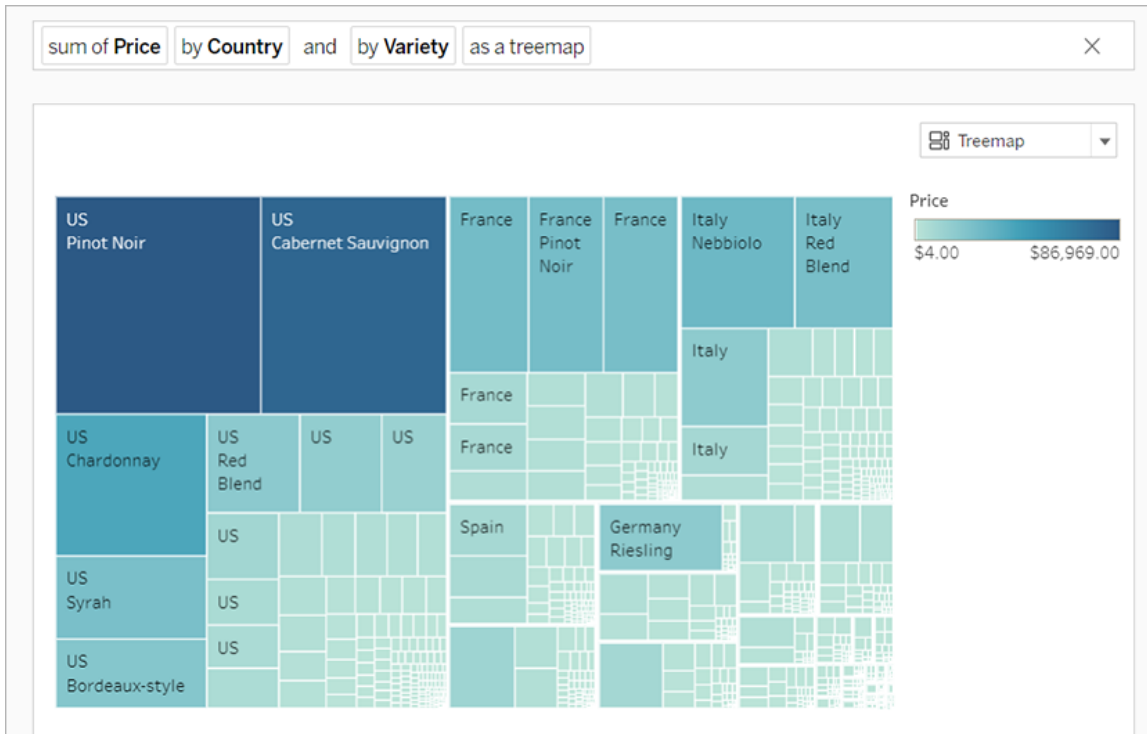 sum of Price by Country and by Variety as a treemap
Treemap
Price
$4.00 $86,969.00
US
Pinot Noir
US
Cabernet Sauvignon
France
France
Pinot
Noir
France
Italy
Nebbiolo
Italy
Red
Blend
France
France
Italy
Italy
US
Chardonnay
US
Red
Blend
US
US
US
Syrah
US
US
US
US
Bordeaux-style
Spain
Germany
Riesling